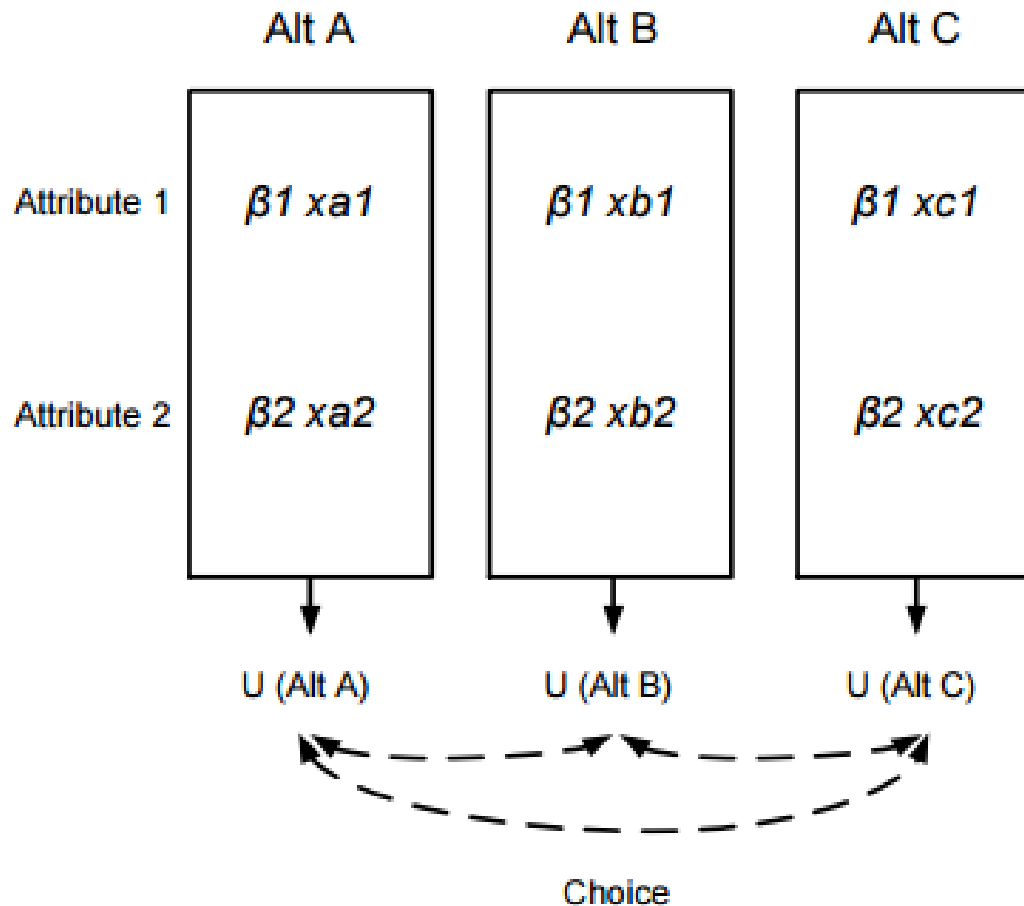 Alt A Alt B Alt C
Attribute 1 β1 xa1 β1 xb1 β1 xc1
Attribute 2 β2 xa2 β2 xb2 β2 xc2
U (Alt A) U (Alt B) U (Alt C)
Choice